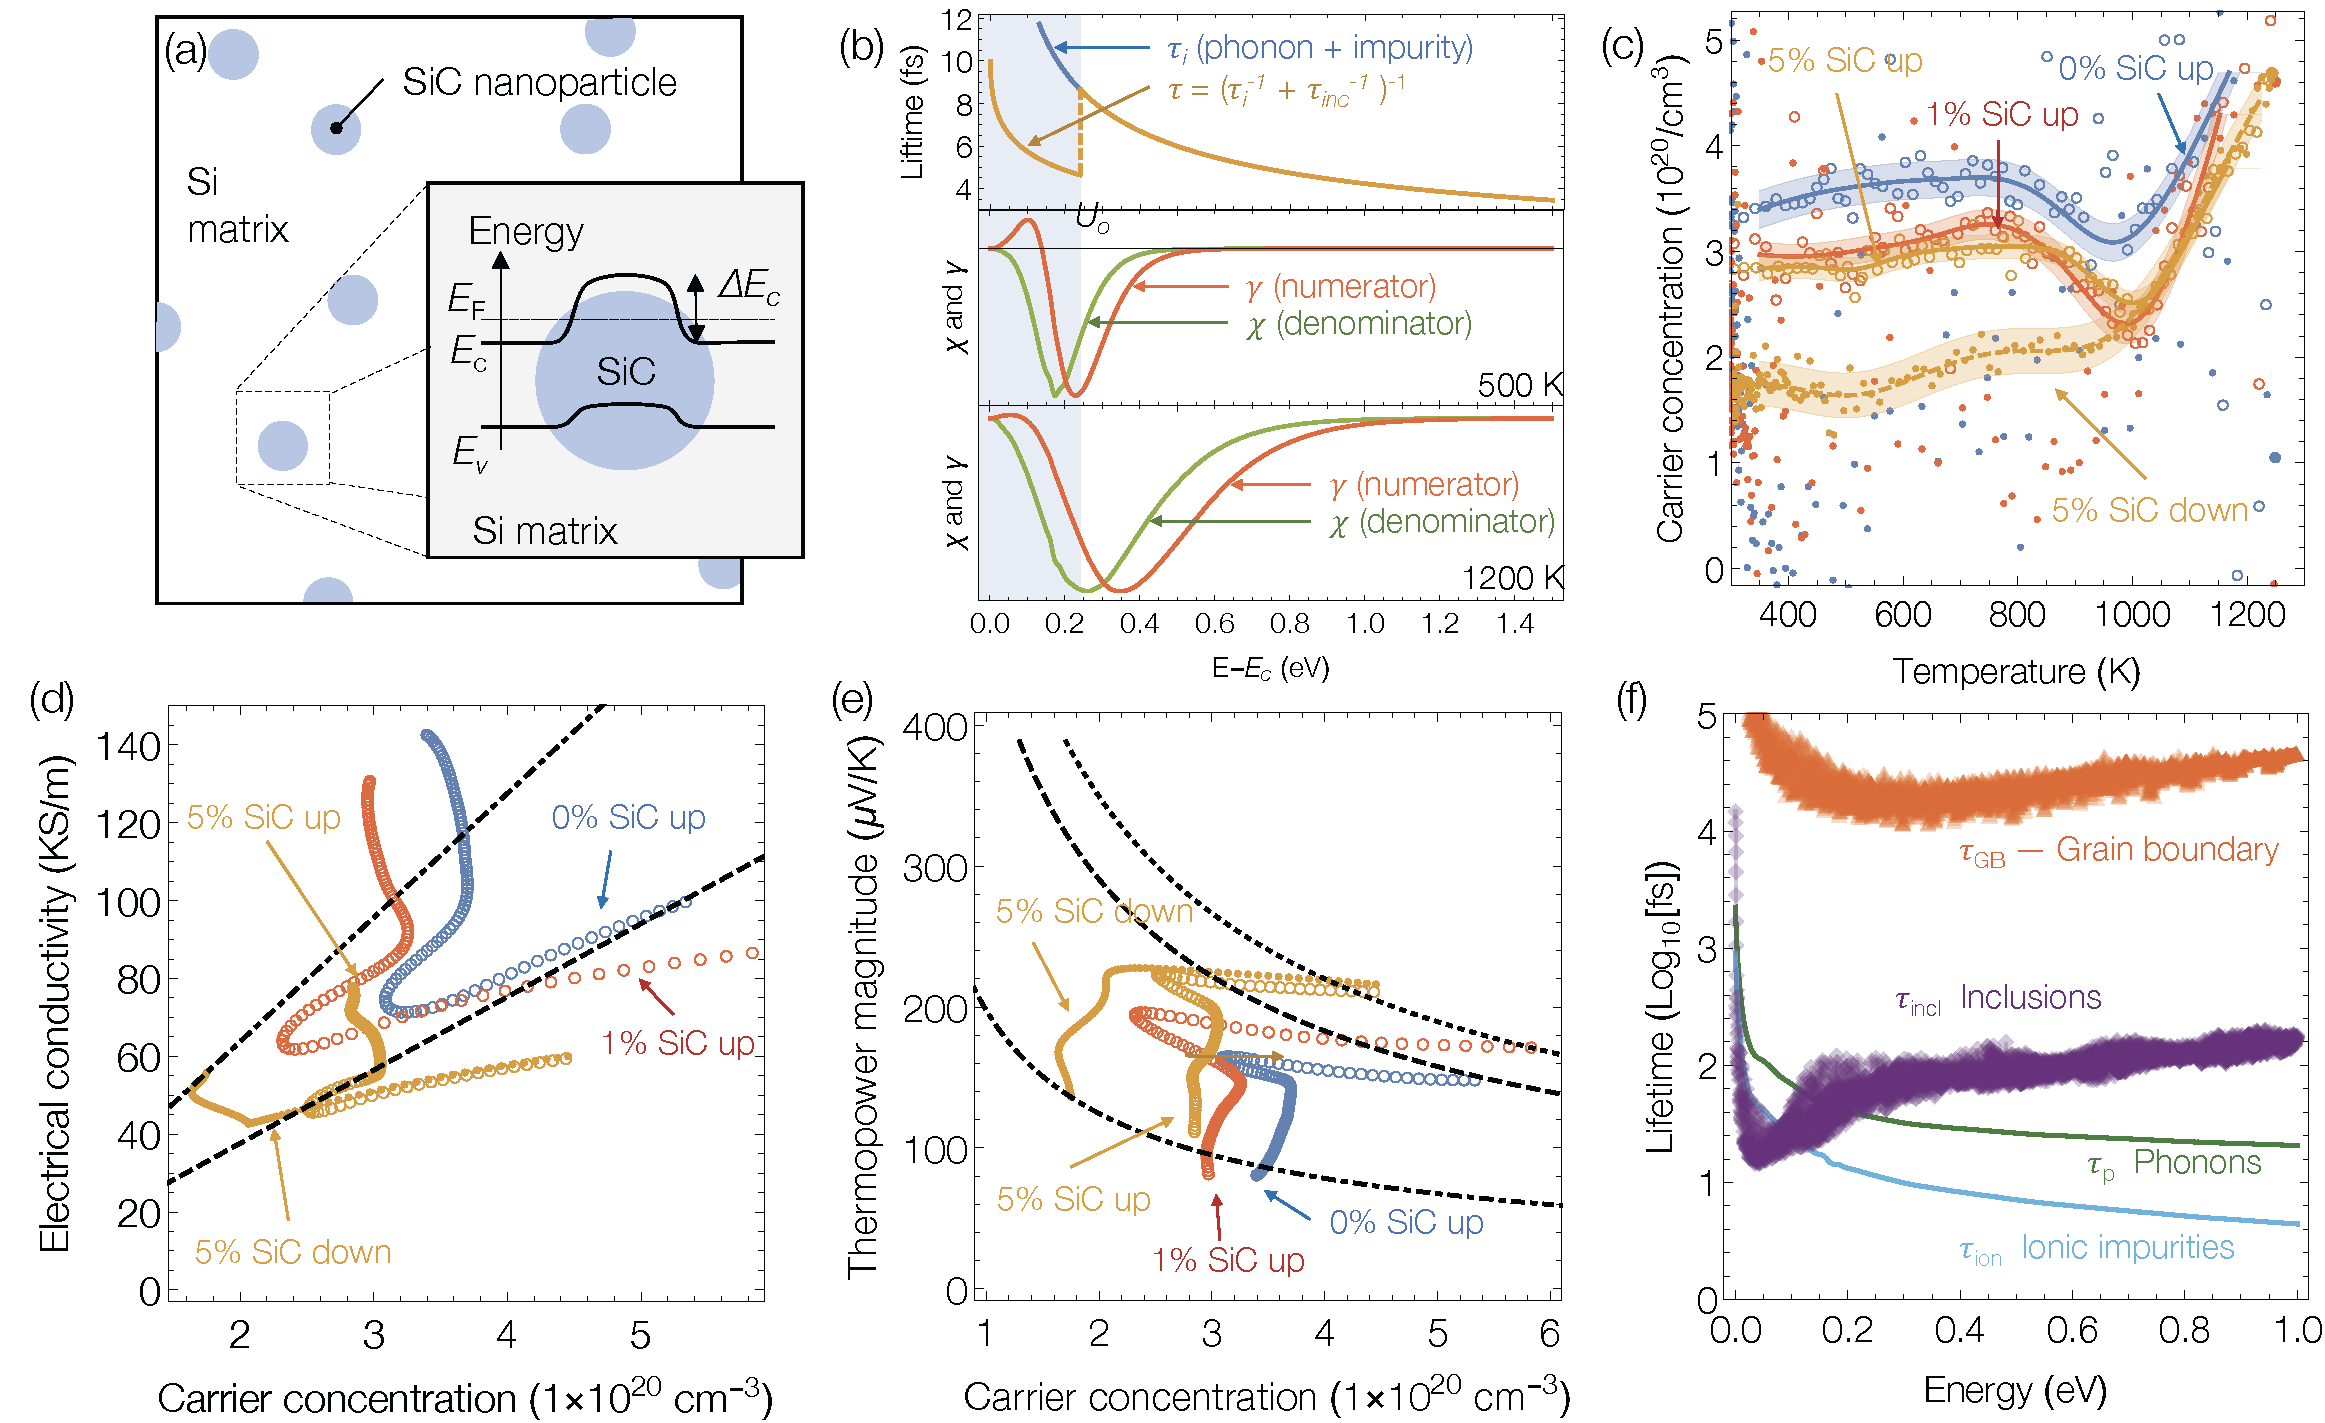 (a)
SiC nanoparticle
Si
matrix
Energy
E_F
E_c
E_v
ΔE_c
SiC
Si matrix
(b)
Liftime (fs)
12
10
8
6
4
τ_i (phonon + impurity)
τ = (τ_i^-1 + τ_inc^-1 )^-1
U_o
χ and γ
γ (numerator)
χ (denominator)
500 K
χ and γ
γ (numerator)
χ (denominator)
1200 K
0.0 0.2 0.4 0.6 0.8 1.0 1.2 1.4
E–E_c (eV)
(c)
Carrier concentration (10^20/cm^3)
5
4
3
2
1
0
5% SiC up
0% SiC up
1% SiC up
5% SiC down
400 600 800 1000 1200
Temperature (K)
(d)
Electrical conductivity (KS/m)
140
120
100
80
60
40
20
0
5% SiC up
0% SiC up
1% SiC up
5% SiC down
2 3 4 5
Carrier concentration (1×10^20 cm^−3)
(e)
Thermopower magnitude (μV/K)
400
300
200
100
0
5% SiC down
5% SiC up
0% SiC up
1% SiC up
1 2 3 4 5 6
Carrier concentration (1×10^20 cm^−3)
(f)
Lifetime (Log_10[fs])
5
4
3
2
1
0
τ_GB — Grain boundary
τ_incl Inclusions
τ_p Phonons
τ_ion Ionic impurities
0.0 0.2 0.4 0.6 0.8 1.0
Energy (eV)